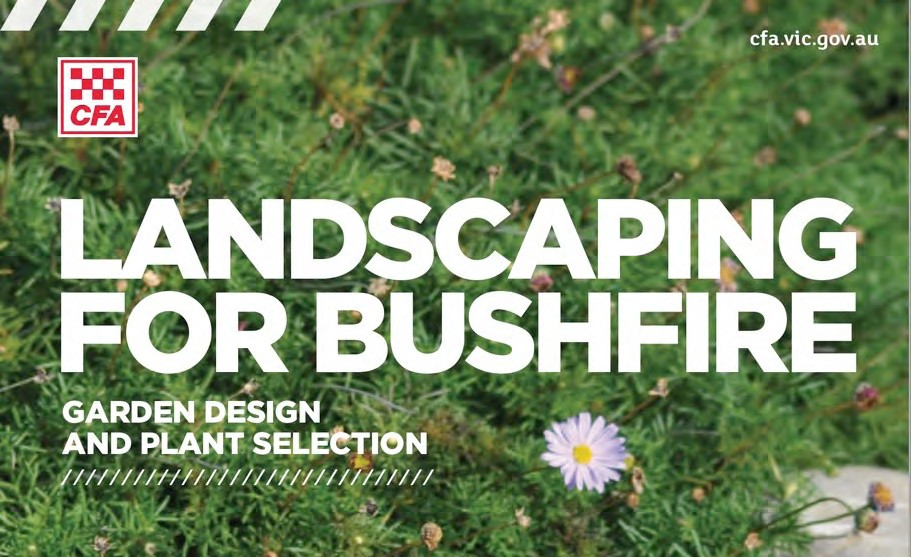 cfa.vic.gov.au
CFA
LANDSCAPING
FOR BUSHFIRE
GARDEN DESIGN
AND PLANT SELECTION